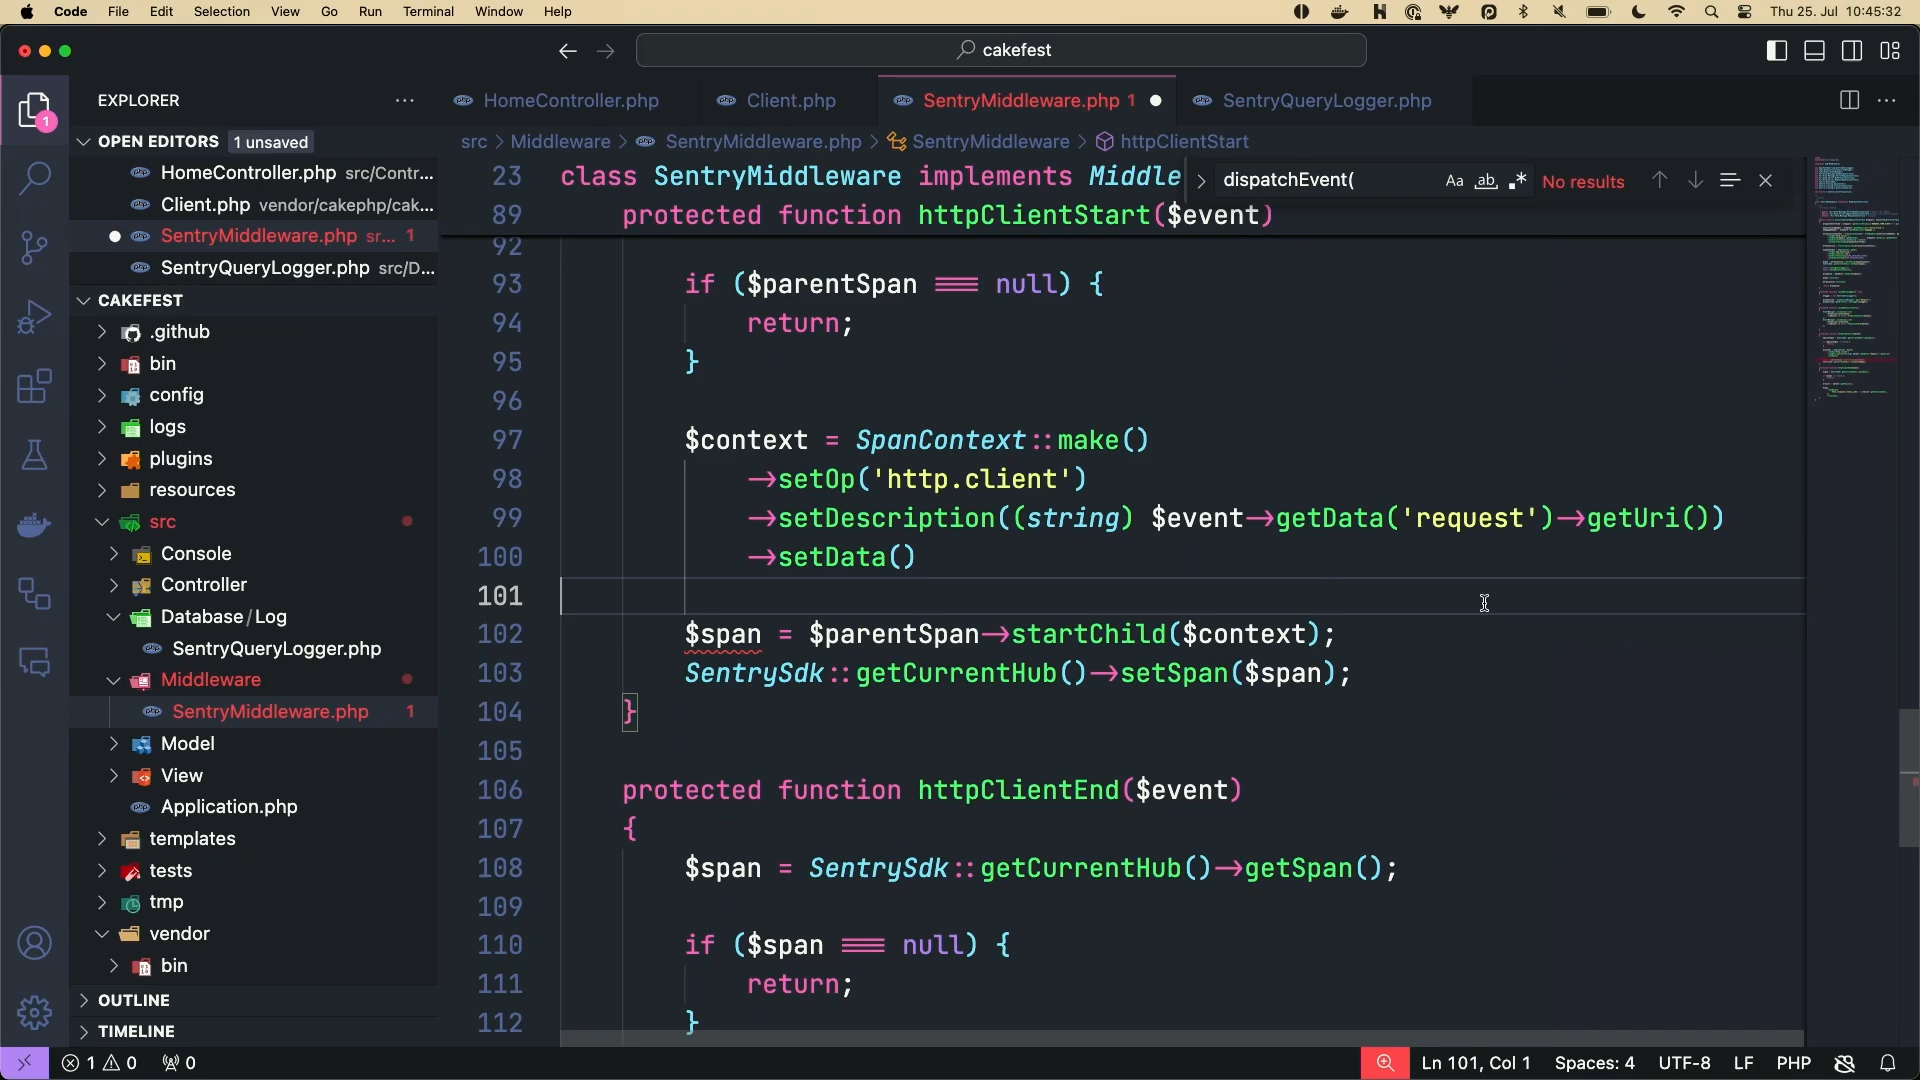 Code File Edit Selection View Go Run Terminal Window Help
Thu 25. Jul 10:45:32
cakefest
EXPLORER
OPEN EDITORS 1 unsaved
HomeController.php src/Contr...
Client.php vendor/cakephp/cak...
SentryMiddleware.php sr... 1
SentryQueryLogger.php src/D...
CAKEFEST
.github
bin
config
logs
plugins
resources
src
Console
Controller
Database/Log
SentryQueryLogger.php
Middleware
SentryMiddleware.php 1
Model
View
Application.php
templates
tests
tmp
vendor
bin
OUTLINE
TIMELINE
1
HomeController.php Client.php SentryMiddleware.php 1 SentryQueryLogger.php
src > Middleware > SentryMiddleware.php > SentryMiddleware > httpClientStart
dispatchEvent( Aa ab .* No results
23 class SentryMiddleware implements Middle
89 protected function httpClientStart($event)
92
93 if ($parentSpan === null) {
94 return;
95 }
96
97 $context = SpanContext::make()
98 ->setOp('http.client')
99 ->setDescription((string) $event->getData('request')->getUri())
100 ->setData()
101
102 $span = $parentSpan->startChild($context);
103 SentrySdk::getCurrentHub()->setSpan($span);
104 }
105
106 protected function httpClientEnd($event)
107 {
108 $span = SentrySdk::getCurrentHub()->getSpan();
109
110 if ($span === null) {
111 return;
112 }
1 0 0 Ln 101, Col 1 Spaces: 4 UTF-8 LF PHP